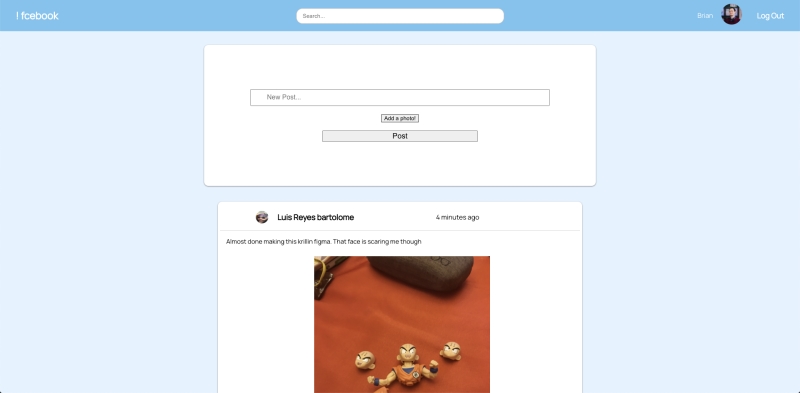 ! fcebook
Search...
Brian
Log Out
New Post...
Add a photo!
Post
Luis Reyes bartolome
4 minutes ago
Almost done making this krillin figma. That face is scaring me though